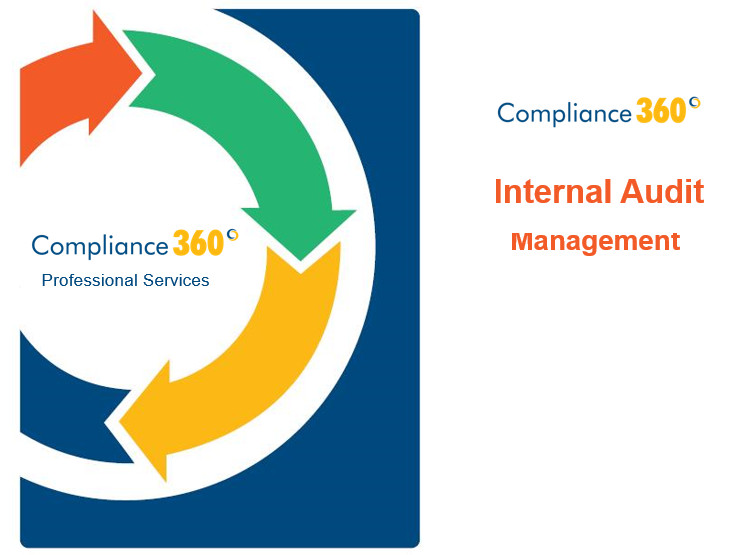 Compliance 360°
Professional Services
Compliance 360°
Internal Audit
Management